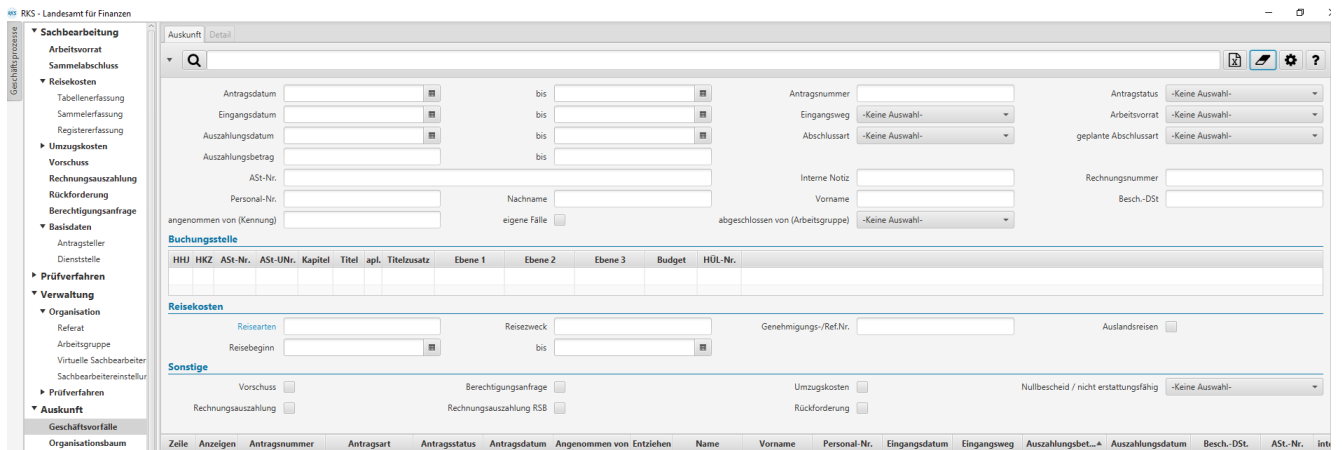 RKS RKS - Landesamt für Finanzen
Geschäftsprozesse
Sachbearbeitung
Arbeitsvorrat
Sammelabschluss
Reisekosten
Tabellenerfassung
Sammelerfassung
Registererfassung
Umzugskosten
Vorschuss
Rechnungsauszahlung
Rückforderung
Berechtigungsanfrage
Basisdaten
Antragsteller
Dienststelle
Prüfverfahren
Verwaltung
Organisation
Referat
Arbeitsgruppe
Virtuelle Sachbearbeiter
Sachbearbeitereinstellur
Prüfverfahren
Auskunft
Geschäftsvorfälle
Organisationsbaum
Auskunft Detail
Antragsdatum bis Antragsnummer Antragstatus -Keine Auswahl-
Eingangsdatum bis Eingangsweg -Keine Auswahl- Arbeitsvorrat -Keine Auswahl-
Auszahlungsdatum bis Abschlussart -Keine Auswahl- geplante Abschlussart -Keine Auswahl-
Auszahlungsbetrag bis
ASt-Nr. Interne Notiz Rechnungsnummer
Personal-Nr. Nachname Vorname Besch.-DSt
angenommen von (Kennung) eigene Fälle abgeschlossen von (Arbeitsgruppe) -Keine Auswahl-
Buchungsstelle
HHJ HKZ ASt-Nr. ASt-UNr. Kapitel Titel apl. Titelzusatz Ebene 1 Ebene 2 Ebene 3 Budget HÜL-Nr.
Reisekosten
Reisearten Reisezweck Genehmigungs-/Ref.Nr. Auslandsreisen
Reisebeginn bis
Sonstige
Vorschuss Berechtigungsanfrage Umzugskosten Nullbescheid / nicht erstattungsfähig -Keine Auswahl-
Rechnungsauszahlung Rechnungsauszahlung RSB Rückforderung
Zeile Anzeigen Antragsnummer Antragsart Antragsstatus Antragsdatum Angenommen von Entziehen Name Vorname Personal-Nr. Eingangsdatum Eingangsweg Auszahlungsbet... Auszahlungsdatum Besch.-DSt. ASt.-Nr. inte